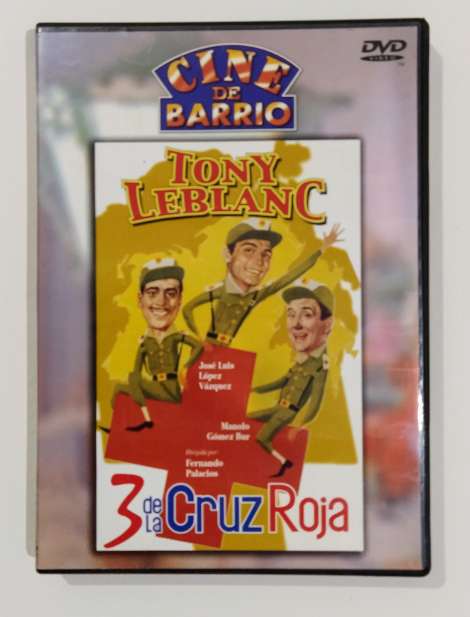 CINE
DE
BARRIO
DVD
VIDEO
TONY
LEBLANC
José Luis
López
Vázquez
Manolo
Gómez Bur
Dirigida por:
Fernando
Palacios
3 de La Cruz Roja